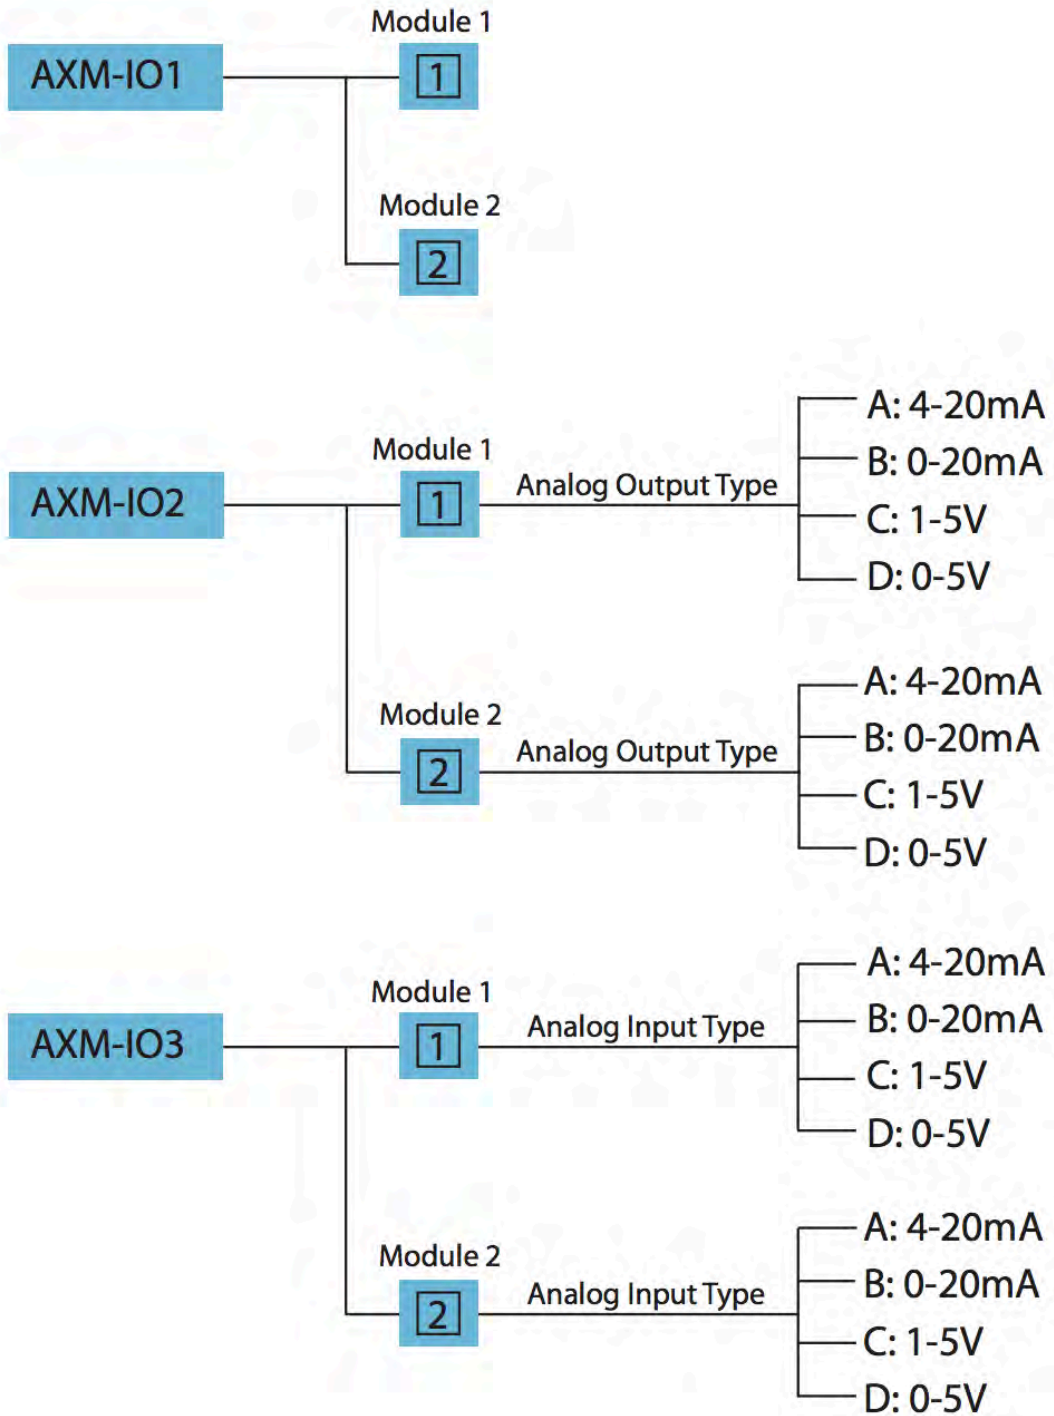 Module 1
AXM-IO1
1
Module 2
2
Module 1
AXM-IO2
1
Analog Output Type
A: 4-20mA
B: 0-20mA
C: 1-5V
D: 0-5V
Module 2
2
Analog Output Type
A: 4-20mA
B: 0-20mA
C: 1-5V
D: 0-5V
Module 1
AXM-IO3
1
Analog Input Type
A: 4-20mA
B: 0-20mA
C: 1-5V
D: 0-5V
Module 2
2
Analog Input Type
A: 4-20mA
B: 0-20mA
C: 1-5V
D: 0-5V